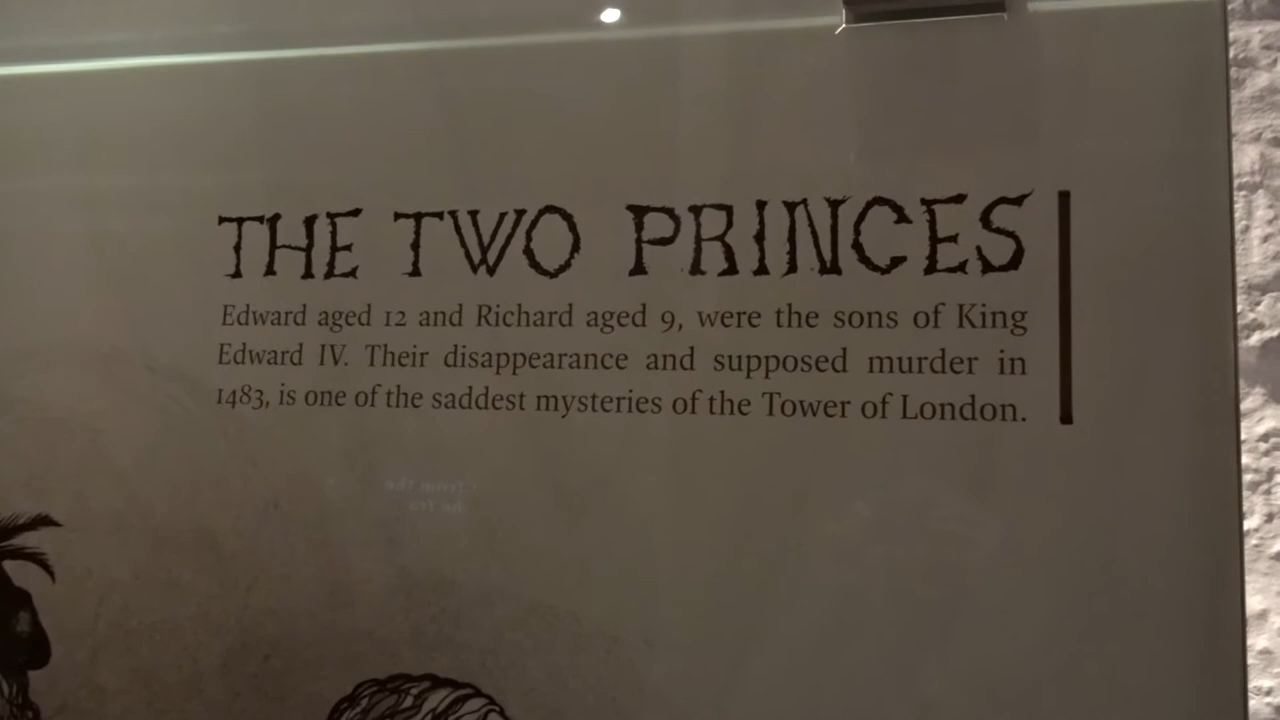 THE TWO PRINCES
Edward aged 12 and Richard aged 9, were the sons of King
Edward IV. Their disappearance and supposed murder in
1483, is one of the saddest mysteries of the Tower of London.